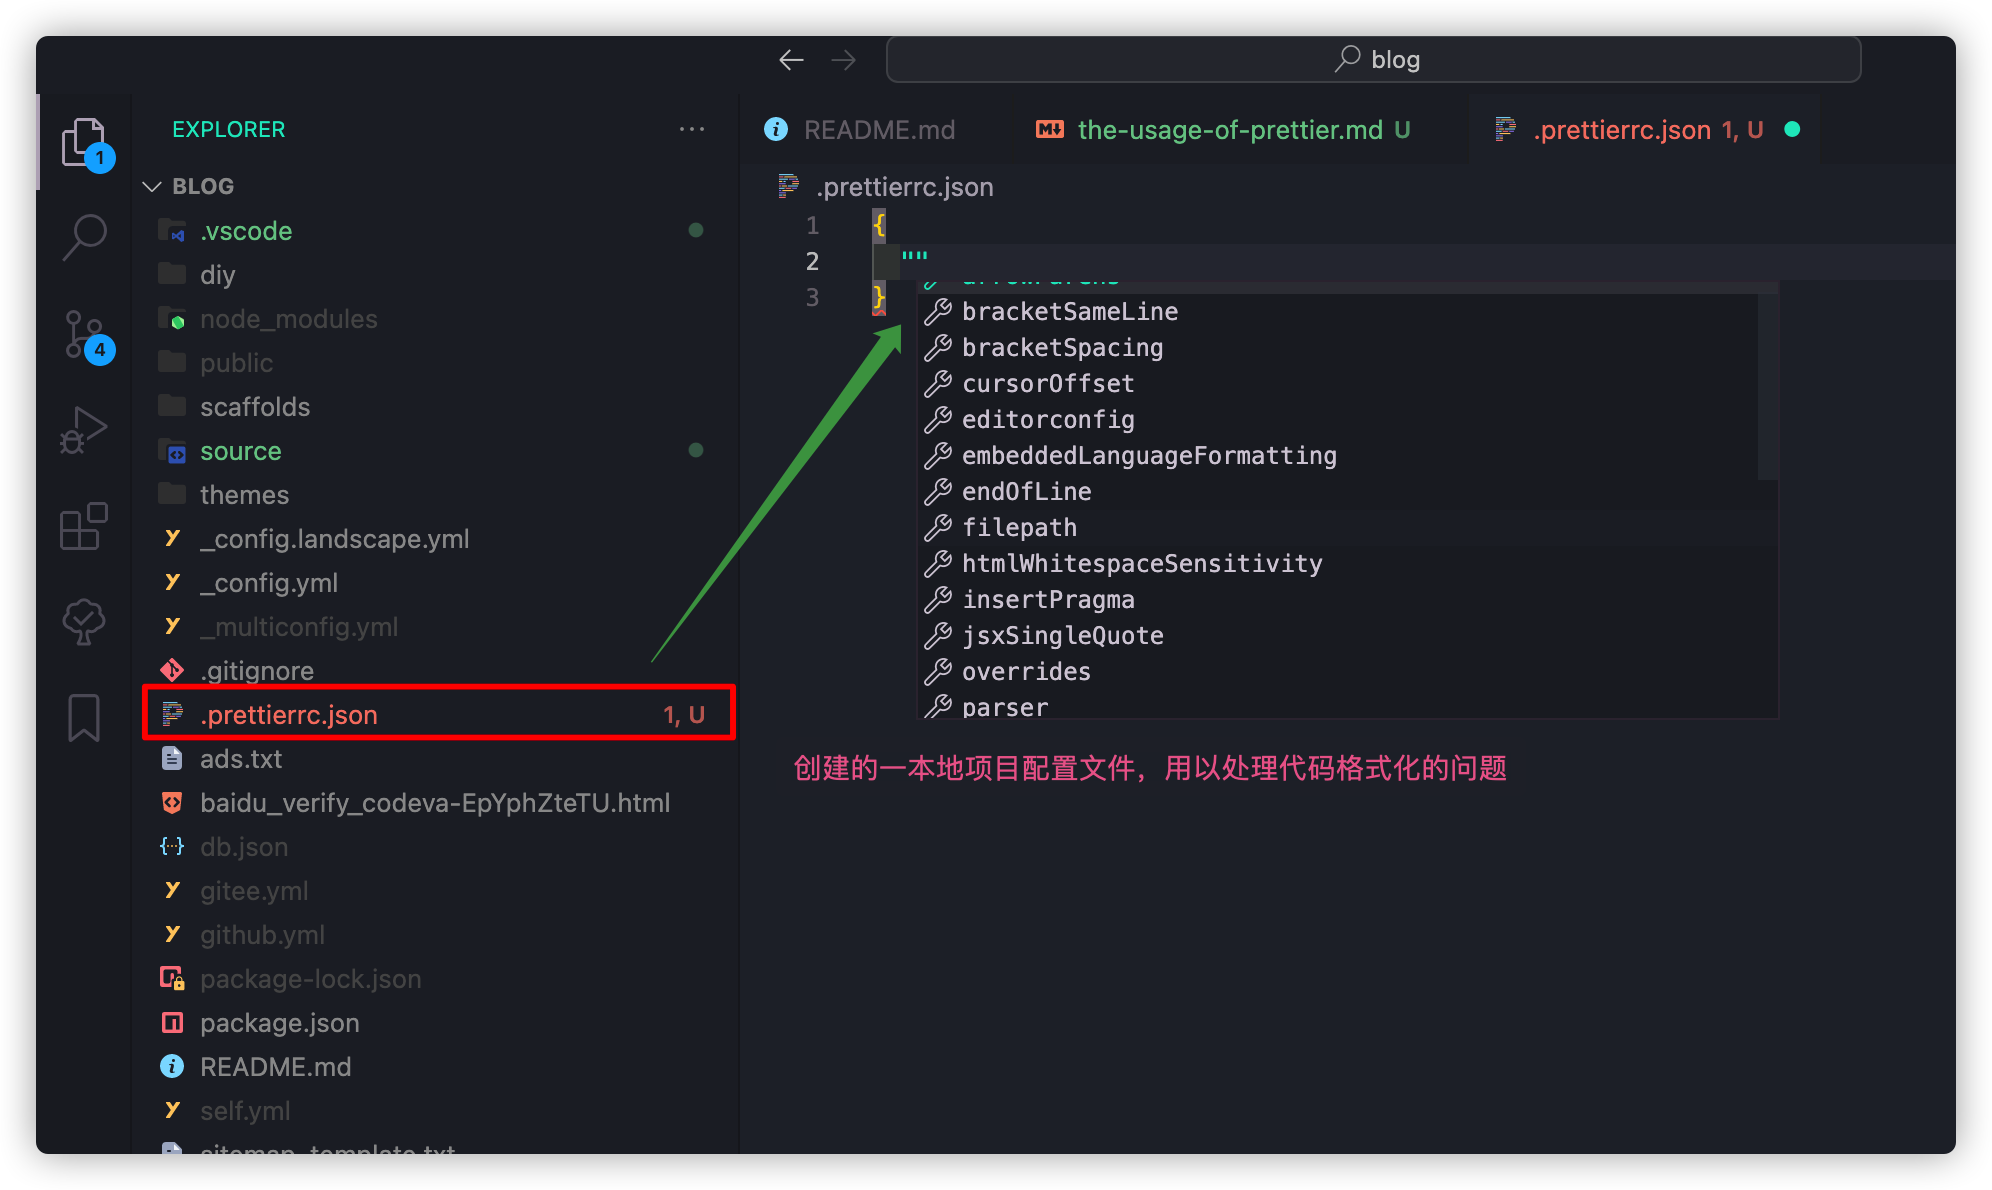 blog
EXPLORER
README.md
the-usage-of-prettier.md U
.prettierrc.json 1, U
BLOG
.vscode
diy
node_modules
public
scaffolds
source
themes
_config.landscape.yml
_config.yml
_multiconfig.yml
.gitignore
.prettierrc.json 1, U
ads.txt
baidu_verify_codeva-EpYphZteTU.html
db.json
gitee.yml
github.yml
package-lock.json
package.json
README.md
self.yml
sitemap_template.txt
1
4
.prettierrc.json
1 {
2 ""
3 }
arrowParens
bracketSameLine
bracketSpacing
cursorOffset
editorconfig
embeddedLanguageFormatting
endOfLine
filepath
htmlWhitespaceSensitivity
insertPragma
jsxSingleQuote
overrides
parser
创建的一本地项目配置文件，用以处理代码格式化的问题